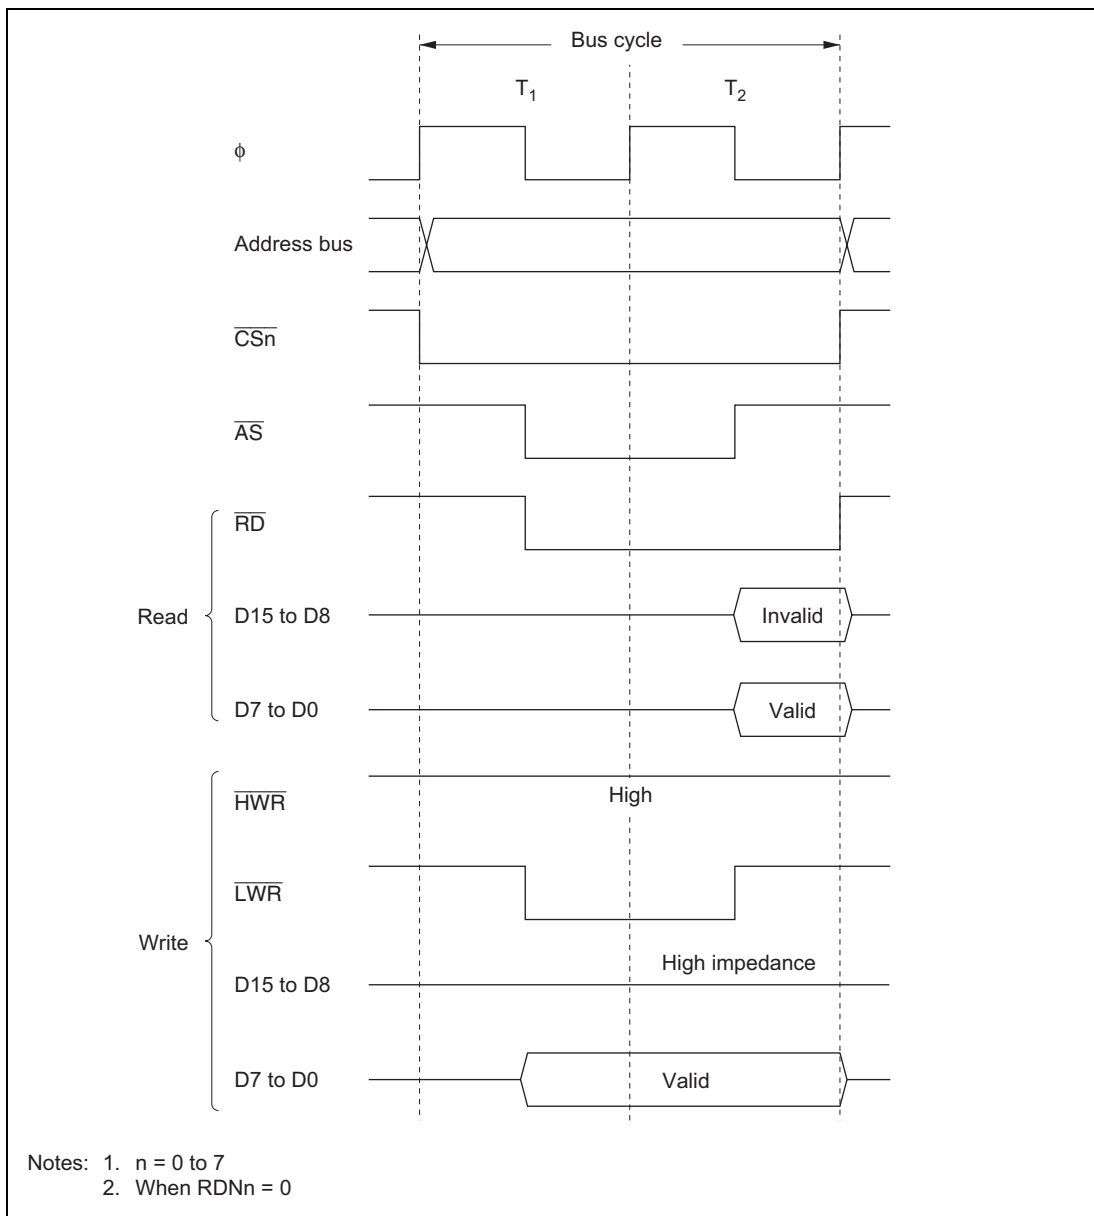 Bus cycle
T1 T2
ϕ
Address bus
CSn
AS
RD
Read D15 to D8 Invalid
D7 to D0 Valid
HWR High
LWR
Write
D15 to D8 High impedance
D7 to D0 Valid
Notes: 1. n = 0 to 7
2. When RDNn = 0